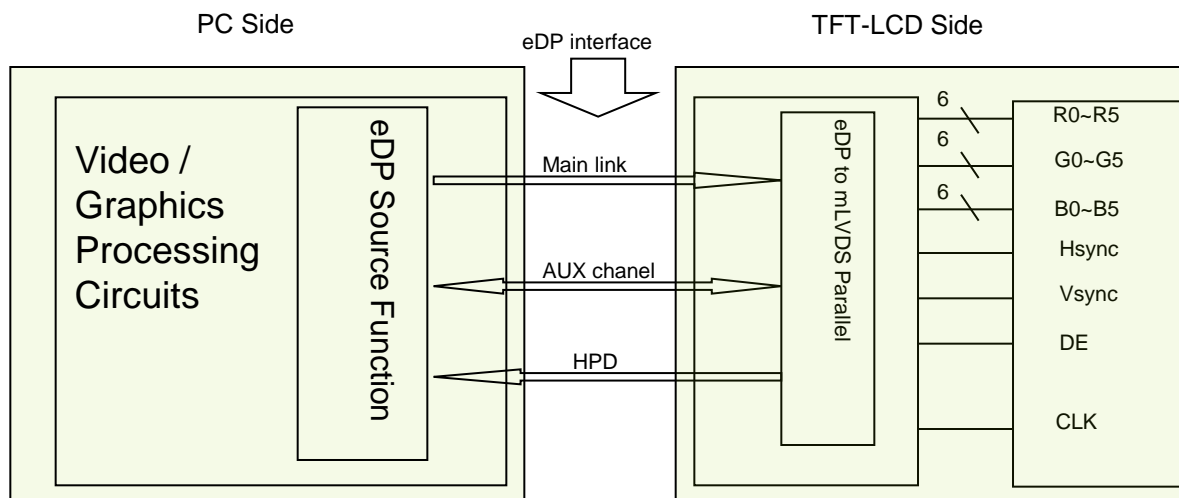 PC Side
eDP interface
TFT-LCD Side
Video /
Graphics
Processing
Circuits
eDP Source Function
Main link
AUX chanel
HPD
eDP to mLVDS Parallel
6
R0~R5
6
G0~G5
6
B0~B5
Hsync
Vsync
DE
CLK